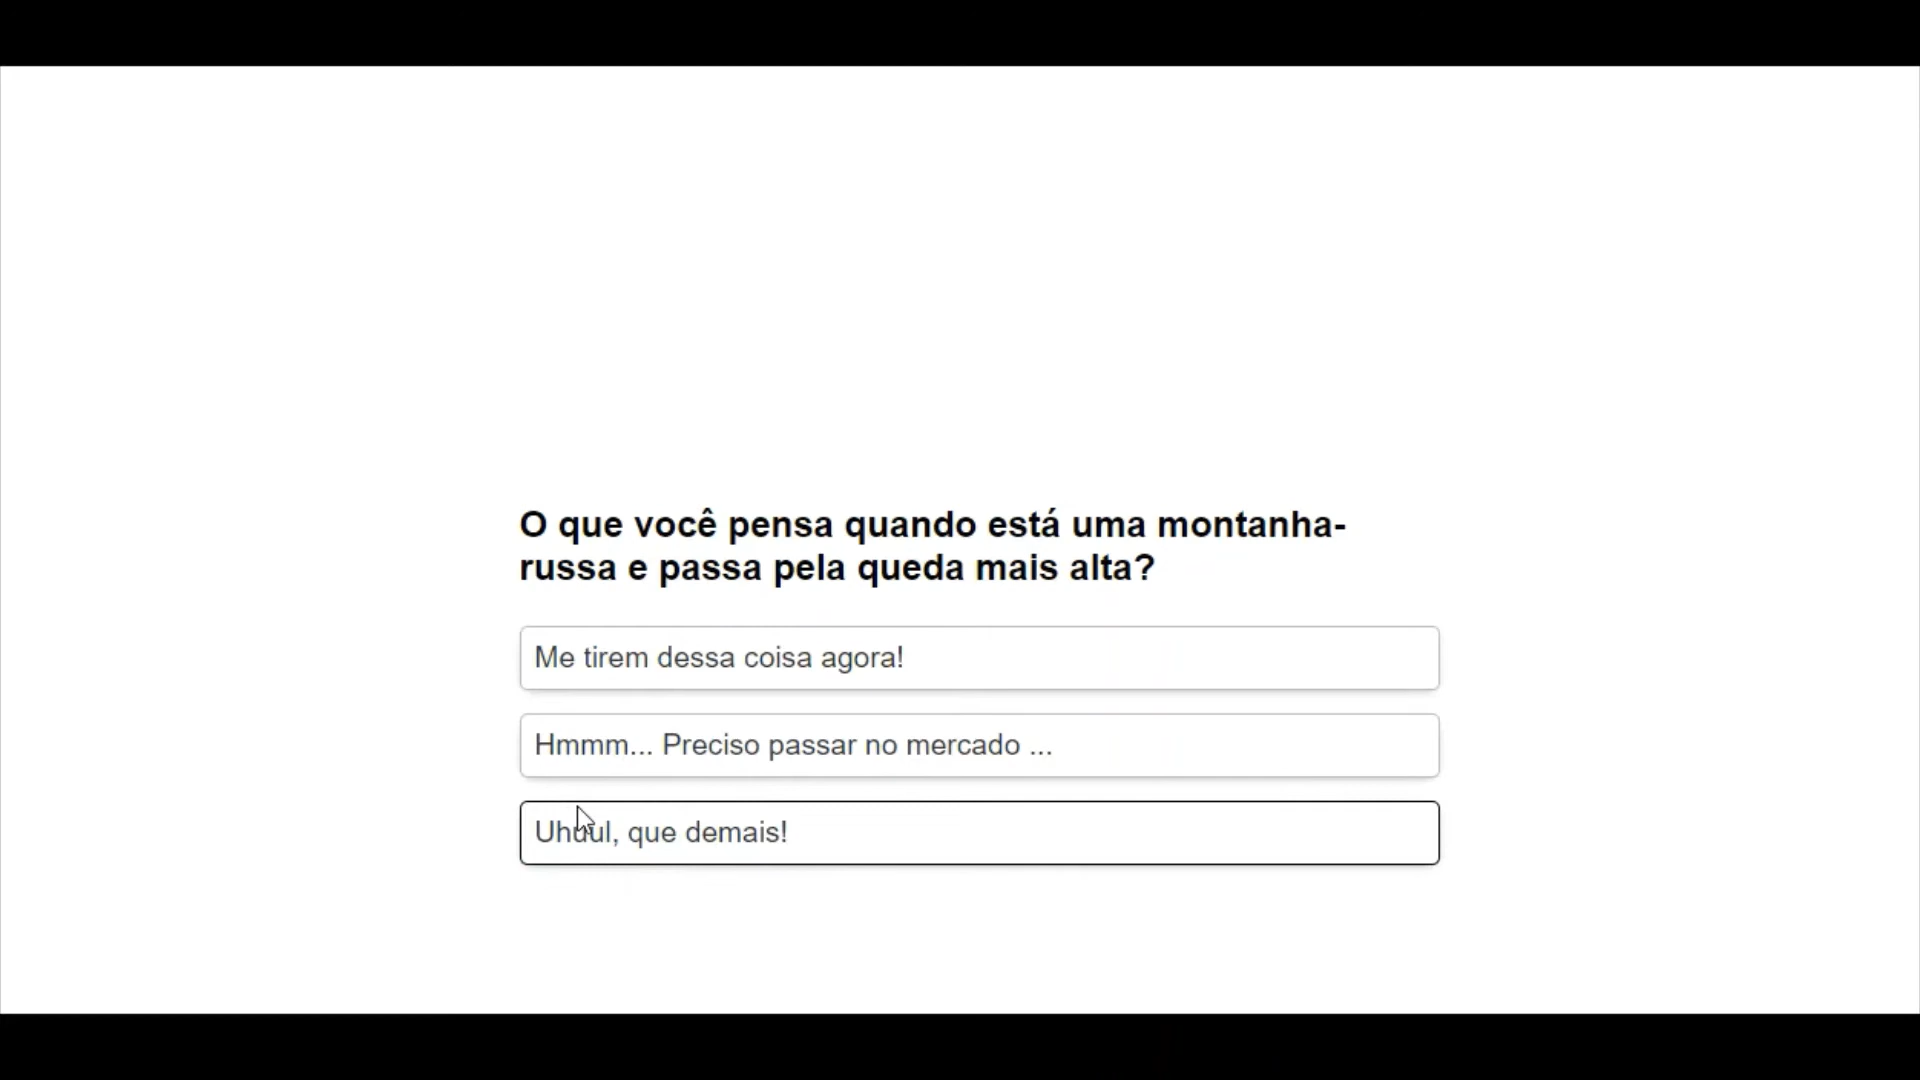 O que você pensa quando está uma montanha-
russa e passa pela queda mais alta?
Me tirem dessa coisa agora!
Hmmm... Preciso passar no mercado ...
Uhuul, que demais!